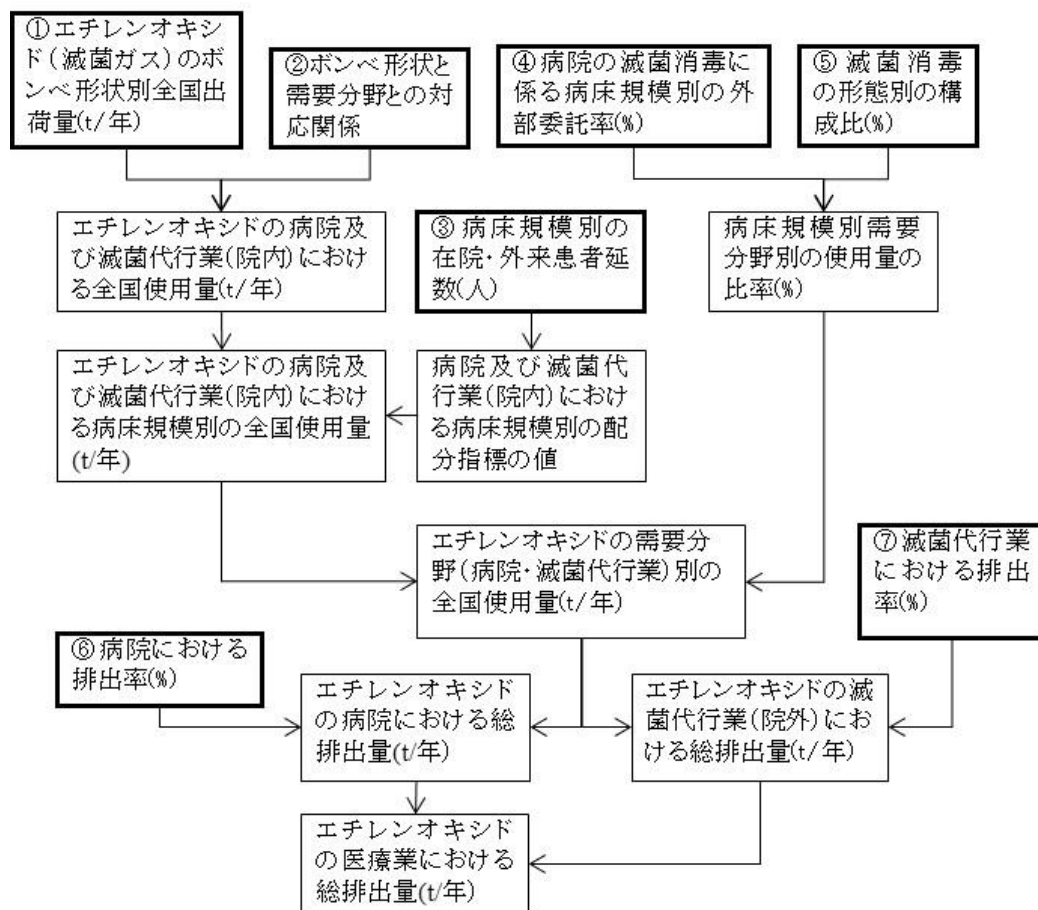 ①エチレンオキシ
ド(滅菌ガス)のボ
ンベ形状別全国出
荷量(t/年)
②ボンベ形状と
需要分野との対
応関係
④病院の滅菌消毒に
係る病床規模別の外
部委託率(%)
⑤滅菌消毒
の形態別の構
成比(%)
エチレンオキシドの病院及
び滅菌代行業(院内)におけ
る全国使用量(t/年)
③病床規模別の
在院・外来患者延
数(人)
病床規模別需要
分野別の使用量の
比率(%)
エチレンオキシドの病院及
び滅菌代行業(院内)におけ
る病床規模別の全国使用量
(t/年)
病院及び滅菌代
行業(院内)におけ
る病床規模別の配
分指標の値
エチレンオキシドの需要分
野(病院・滅菌代行業)別の
全国使用量(t/年)
⑦滅菌代行業
における排出
率(%)
⑥病院における
排出率(%)
エチレンオキシド
の病院における総
排出量(t/年)
エチレンオキシドの滅
菌代行業(院外)にお
ける総排出量(t/年)
エチレンオキシド
の医療業における
総排出量(t/年)